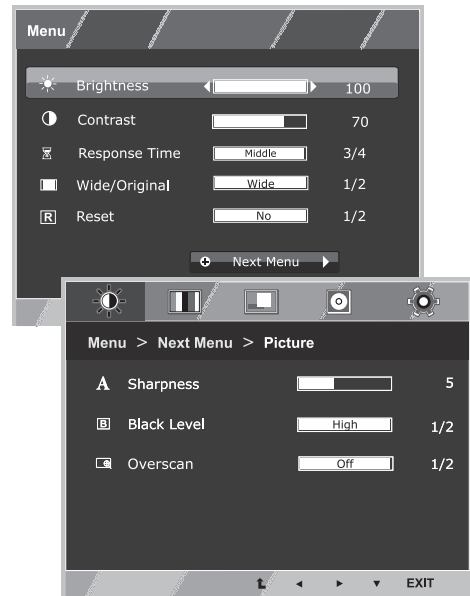 Menu
Brightness 100
Contrast 70
Response Time Middle 3/4
Wide/Original Wide 1/2
R Reset No 1/2
Next Menu
Menu > Next Menu > Picture
A Sharpness 5
B Black Level High 1/2
Overscan Off 1/2
EXIT